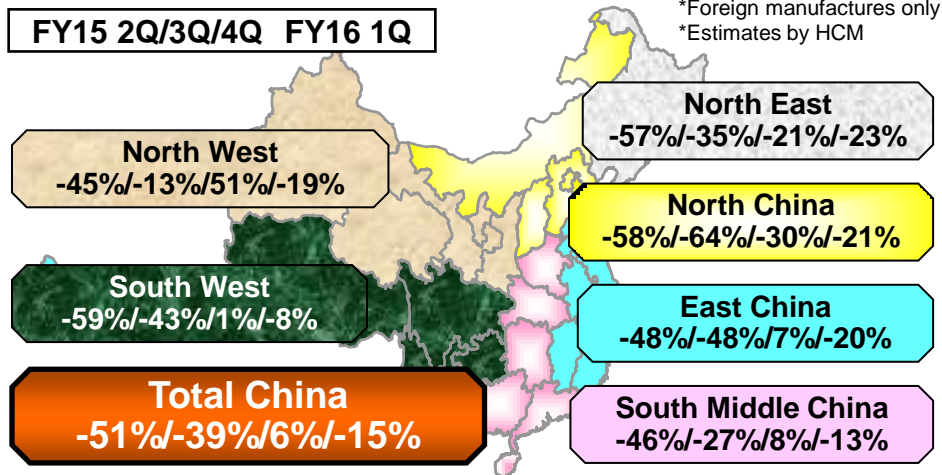 FY15 2Q/3Q/4Q FY16 1Q
*Foreign manufactures only
*Estimates by HCM
North East
-57%/-35%/-21%/-23%
North West
-45%/-13%/51%/-19%
North China
-58%/-64%/-30%/-21%
South West
-59%/-43%/1%/-8%
East China
-48%/-48%/7%/-20%
Total China
-51%/-39%/6%/-15%
South Middle China
-46%/-27%/8%/-13%